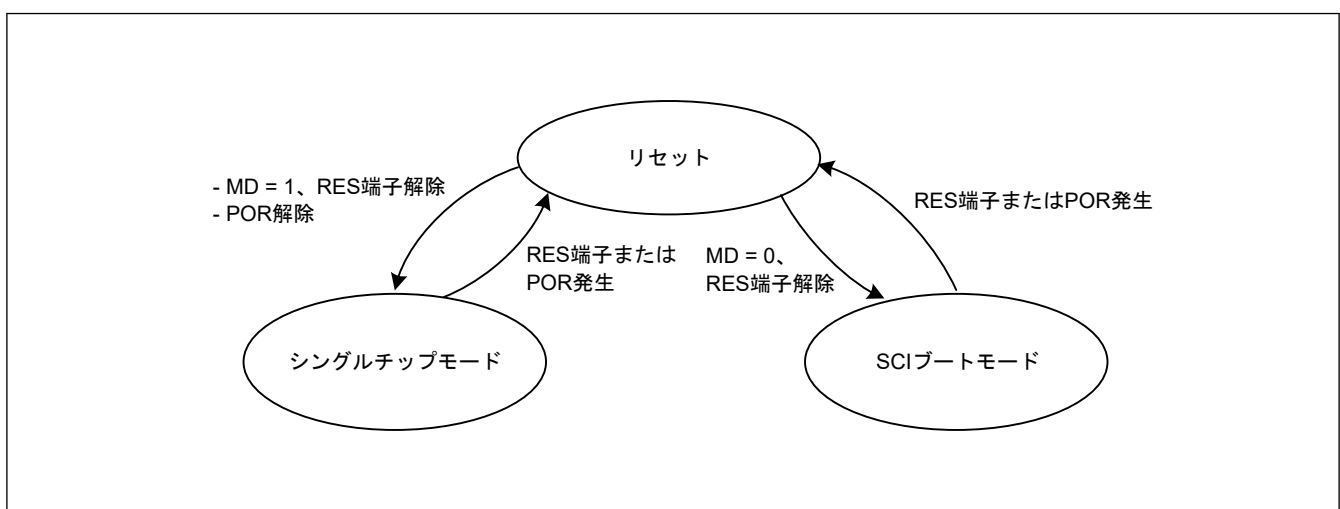 リセット
- MD = 1、RES端子解除
- POR解除
RES端子またはPOR発生
RES端子または
POR発生
MD = 0、
RES端子解除
シングルチップモード
SCIブートモード